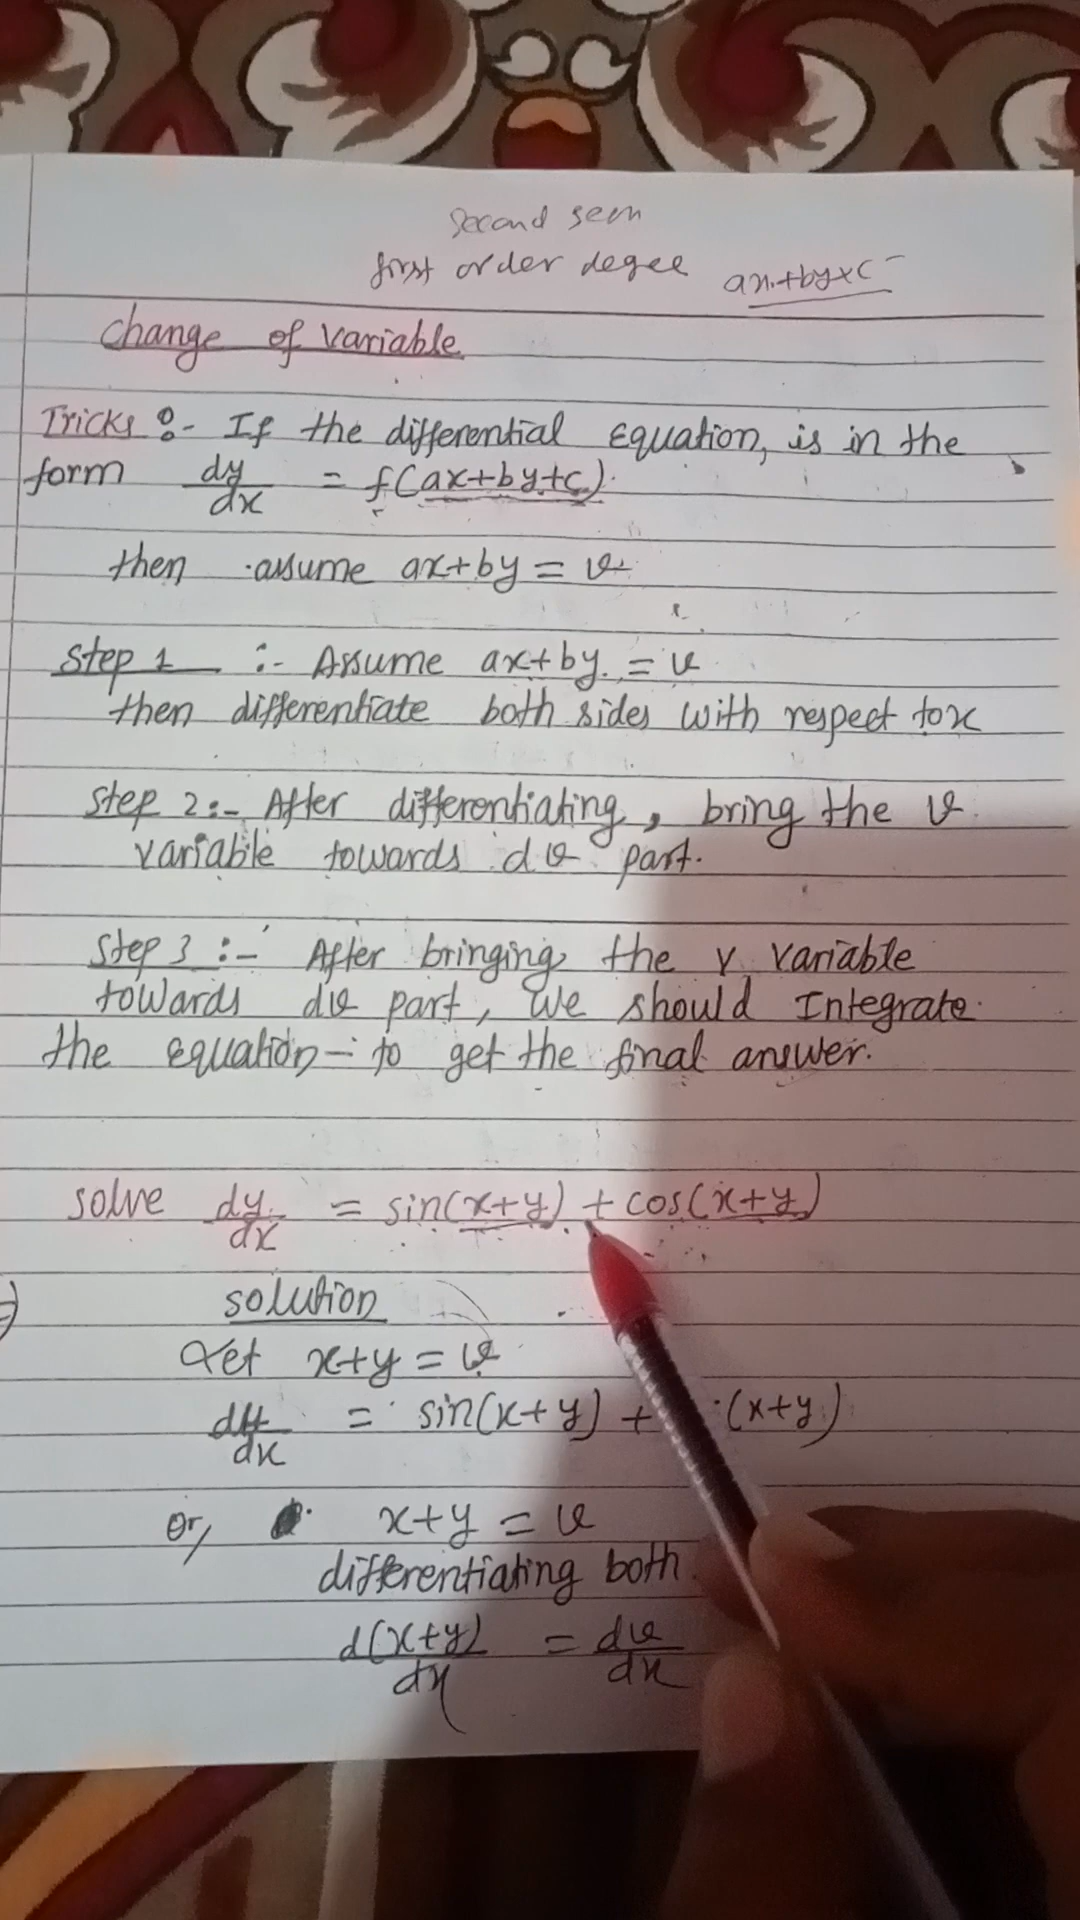 second sem
first order degee ax+by+c
Change of variable
Tricks :- If the differential Equation, is in the
form dy/dx = f(ax+by+c).
then assume ax+by = v
Step 1 :- Assume ax+by = v
then differentiate both sides with respect to x
Step 2 :- After differentiating, bring the v
variable towards dv part.
Step 3 :- After bringing the v variable
towards dv part, we should Integrate
the equation to get the final answer.
solve dy/dx = sin(x+y) + cos(x+y)
solution
Let x+y = v
dy/dx = sin(x+y) + (x+y)
or, x+y = v
differentiating both
d(x+y)/dx = dv/dx